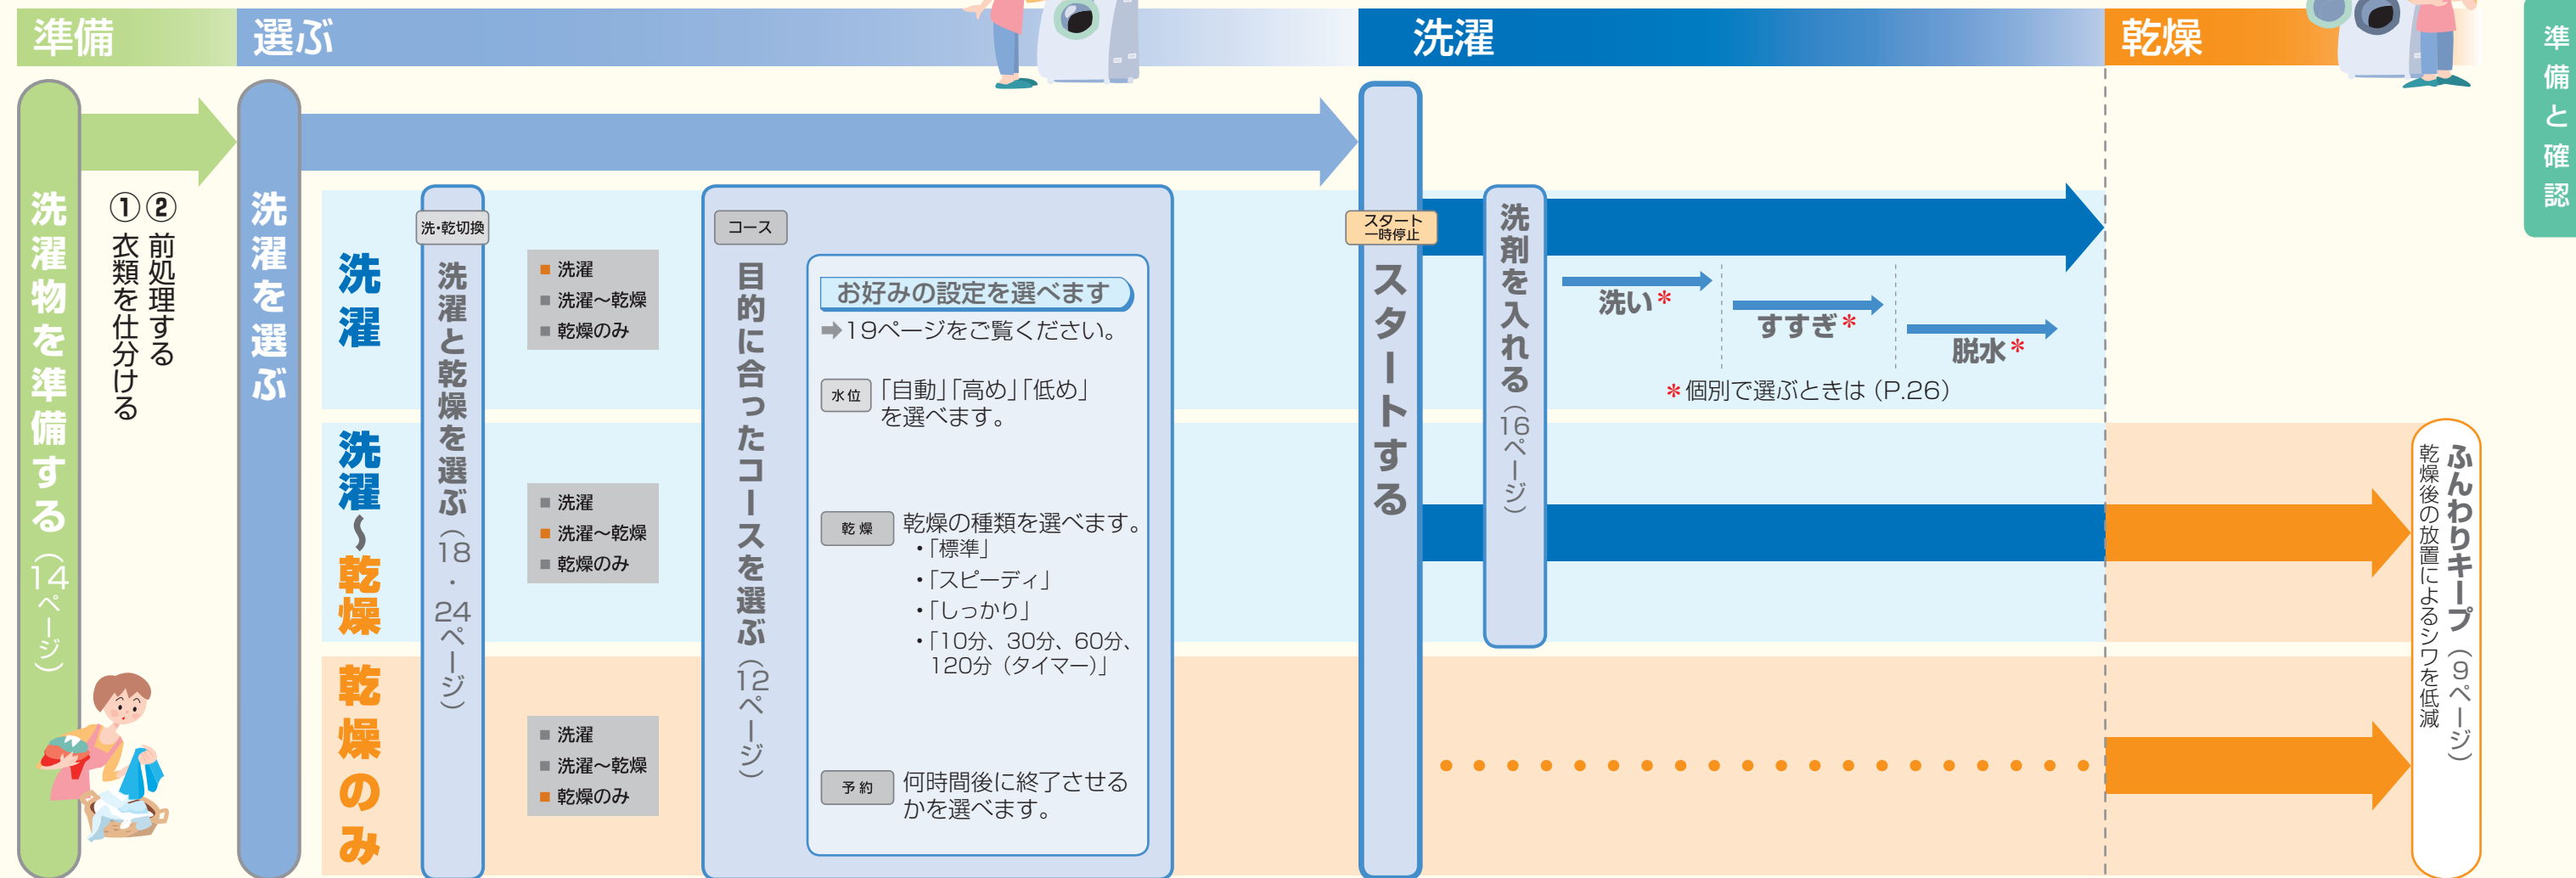 準備
選ぶ
洗濯
乾燥
準備と確認
洗濯物を準備する（14ページ）
①衣類を仕分ける
②前処理する
洗濯を選ぶ
洗濯
洗濯～乾燥
乾燥のみ
洗・乾切換
洗濯と乾燥を選ぶ（18・24ページ）
■洗濯
■洗濯～乾燥
■乾燥のみ
■洗濯
■洗濯～乾燥
■乾燥のみ
■洗濯
■洗濯～乾燥
■乾燥のみ
コース
目的に合ったコースを選ぶ（12ページ）
お好みの設定を選べます
➡19ページをご覧ください。
水位
「自動」「高め」「低め」
を選べます。
乾燥
乾燥の種類を選べます。
・「標準」
・「スピーディ」
・「しっかり」
・「10分、30分、60分、
120分（タイマー）」
予約
何時間後に終了させる
かを選べます。
スタート
一時停止
スタートする
洗剤を入れる（16ページ）
洗い*
すすぎ*
脱水*
*個別で選ぶときは（P.26）
ふんわりキープ（9ページ）
乾燥後の放置によるシワを低減